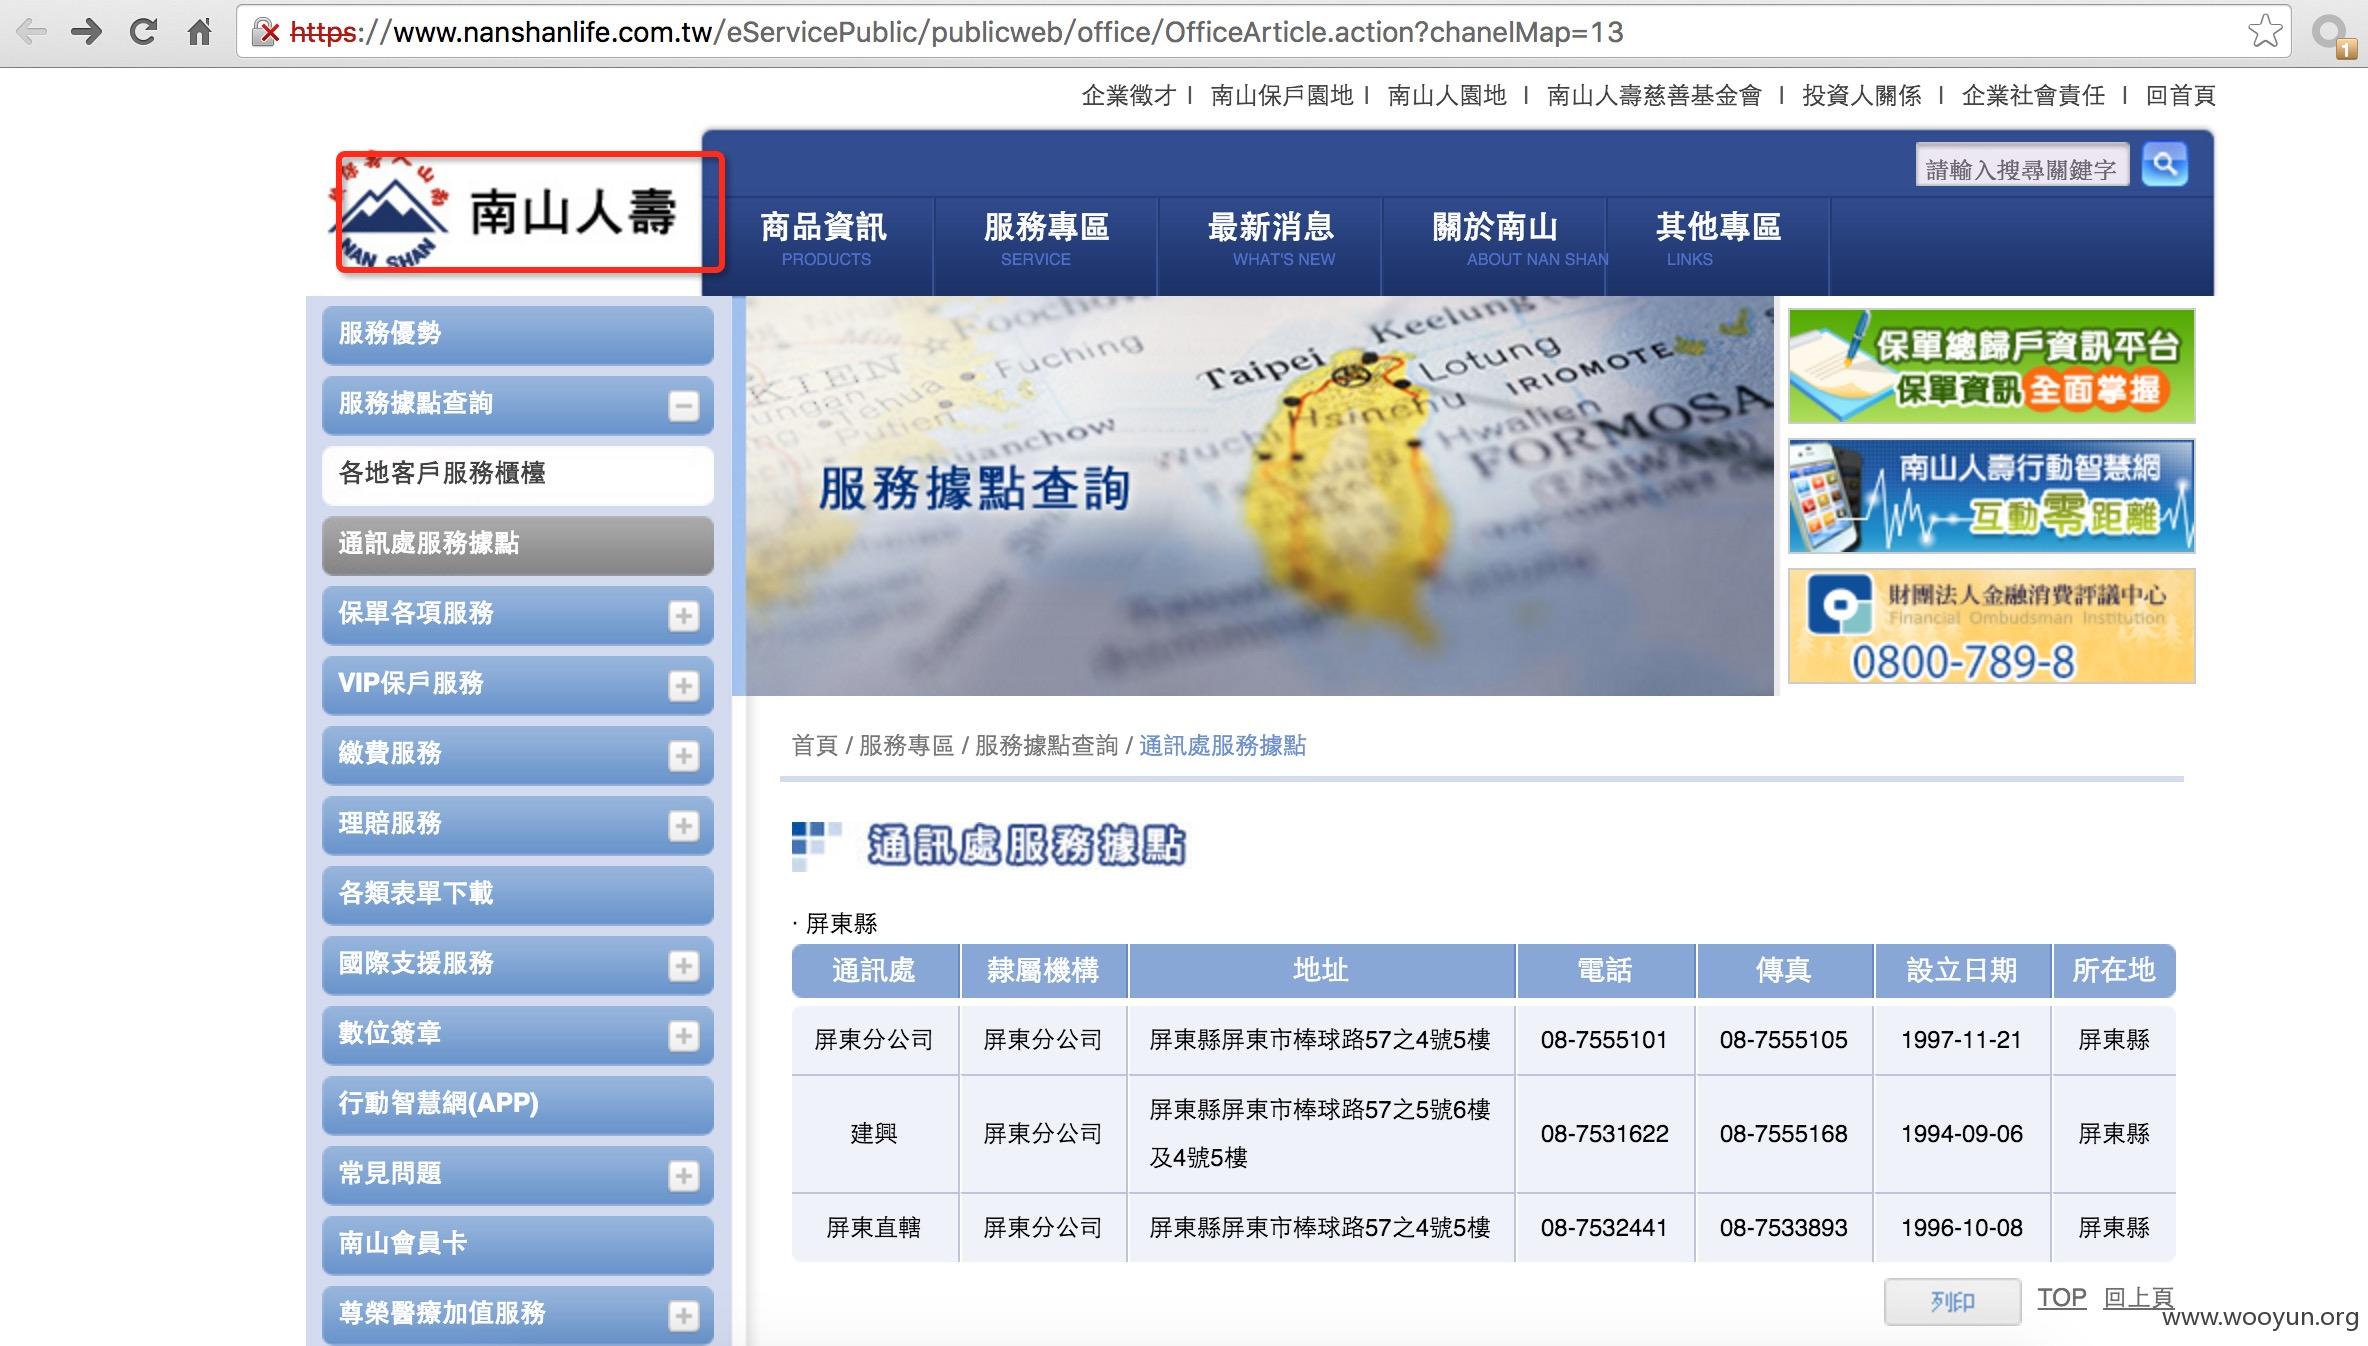 https://www.nanshanlife.com.tw/eServicePublic/publicweb/office/OfficeArticle.action?chanelMap=13
1
企業徵才 | 南山保戶園地 | 南山人園地 | 南山人壽慈善基金會 | 投資人關係 | 企業社會責任 | 回首頁
請輸入搜尋關鍵字
NAN SHAN
南山人壽
商品資訊 服務專區 最新消息 關於南山 其他專區
PRODUCTS SERVICE WHAT'S NEW ABOUT NAN SHAN LINKS
服務優勢
服務據點查詢
各地客戶服務櫃檯
通訊處服務據點
保單各項服務
VIP保戶服務
繳費服務
理賠服務
各類表單下載
國際支援服務
數位簽章
行動智慧網(APP)
常見問題
南山會員卡
尊榮醫療加值服務
Foochow
Fuching
Keelung
Taipei
Lotung
IRIOMOTE
Hsinchu
Hwalien
FORMOSA
(TAIWAN)
服務據點查詢
保單總歸戶資訊平台
保單資訊全面掌握
南山人壽行動智慧網
互動零距離
財團法人金融消費評議中心
Financial Ombudsman Institution
0800-789-8
首頁 / 服務專區 / 服務據點查詢 / 通訊處服務據點
通訊處服務據點
· 屏東縣
通訊處 隸屬機構 地址 電話 傳真 設立日期 所在地
屏東分公司 屏東分公司 屏東縣屏東市棒球路57之4號5樓 08-7555101 08-7555105 1997-11-21 屏東縣
建興 屏東分公司 屏東縣屏東市棒球路57之5號6樓 08-7531622 08-7555168 1994-09-06 屏東縣
及4號5樓
屏東直轄 屏東分公司 屏東縣屏東市棒球路57之4號5樓 08-7532441 08-7533893 1996-10-08 屏東縣
列印 TOP 回上頁
www.wooyun.org